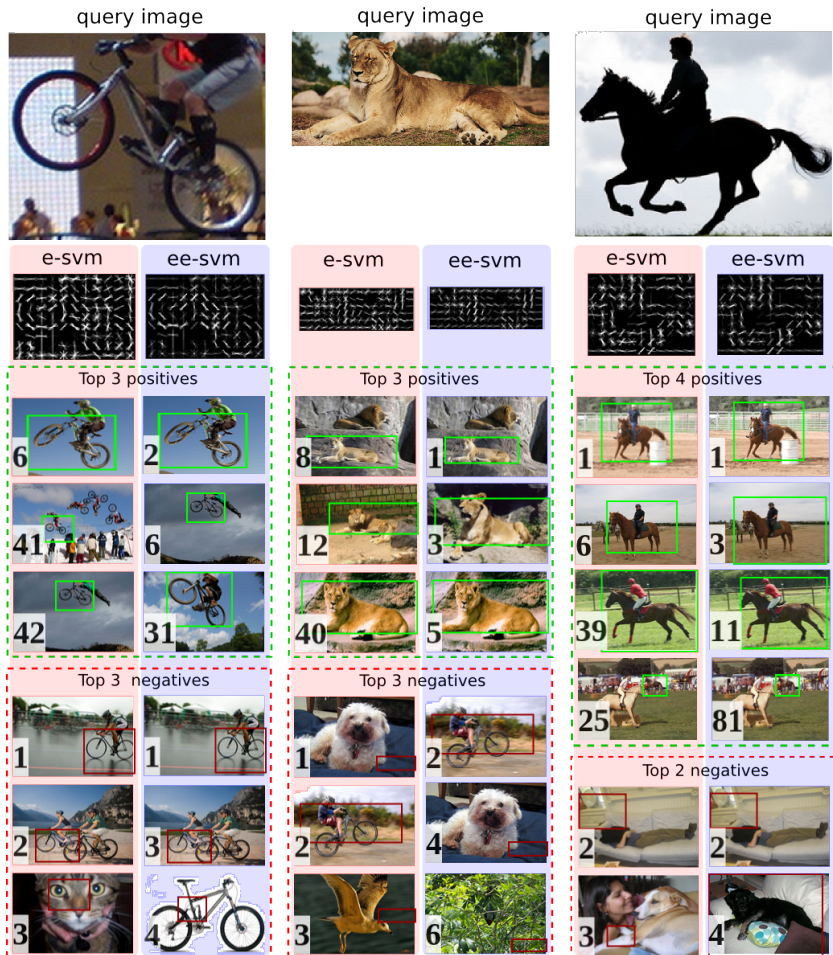 query image query image query image
e-svm ee-svm e-svm ee-svm e-svm ee-svm
Top 3 positives Top 3 positives Top 4 positives
6 2 8 1 1 1
41 6 12 3 6 3
42 31 40 5 39 11
25 81
Top 3 negatives Top 3 negatives
Top 2 negatives
1 1 1 2
2 3 2 4 2 2
3 4 3 6 3 4